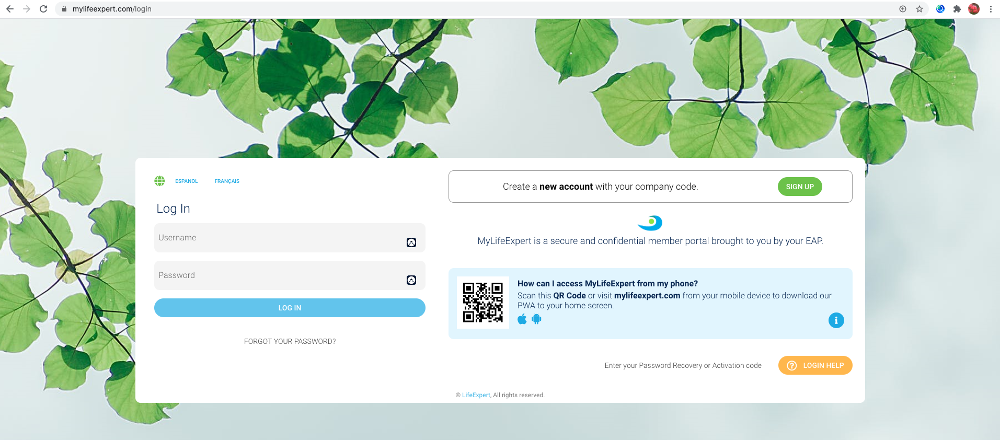 mylifeexpert.com/login
ESPANOL FRANÇAIS
Log In
Username
Password
LOG IN
FORGOT YOUR PASSWORD?
Create a new account with your company code.
SIGN UP
MyLifeExpert is a secure and confidential member portal brought to you by your EAP.
How can I access MyLifeExpert from my phone?
Scan this QR Code or visit mylifeexpert.com from your mobile device to download our
PWA to your home screen.
Enter your Password Recovery or Activation code
LOGIN HELP
© LifeExpert, All rights reserved.